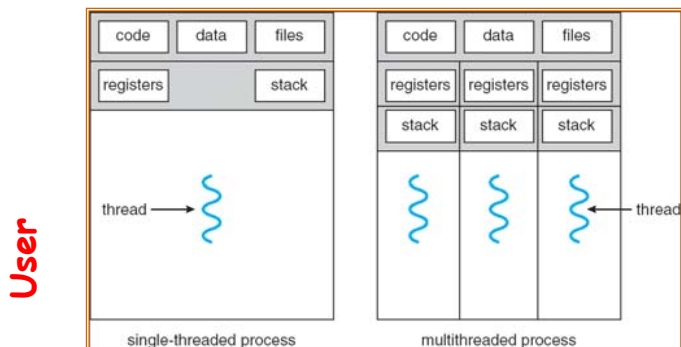 code data files
registers stack
thread
single-threaded process
code data files
registers registers registers
stack stack stack
thread
multithreaded process
User